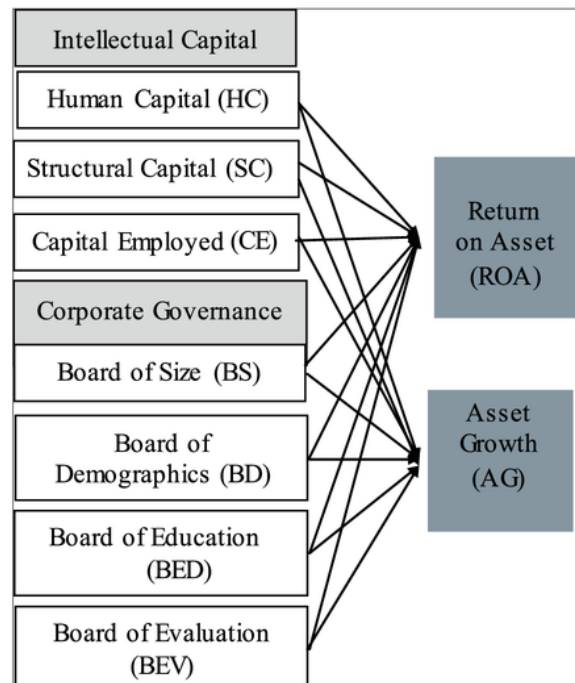 Intellectual Capital
Human Capital (HC)
Structural Capital (SC)
Capital Employed (CE)
Corporate Governance
Board of Size (BS)
Board of
Demographics (BD)
Board of Education
(BED)
Board of Evaluation
(BEV)
Return
on Asset
(ROA)
Asset
Growth
(AG)